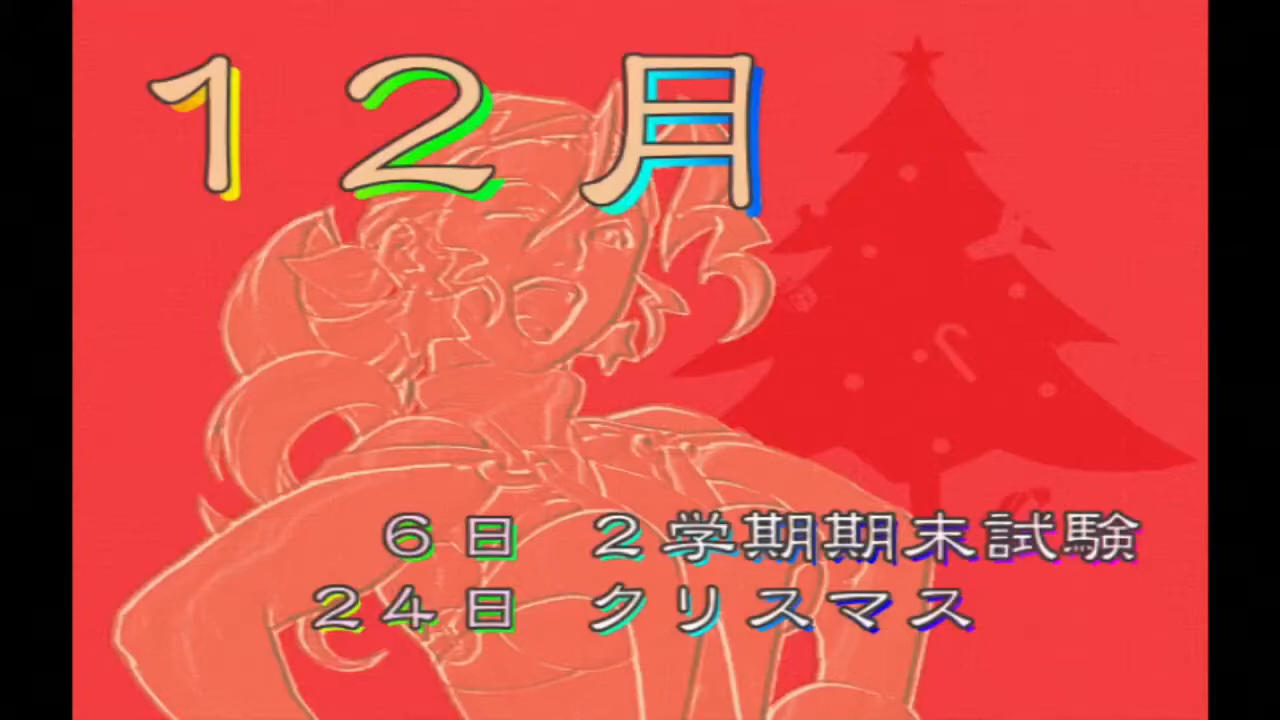 １２月
６日 ２学期期末試験
２４日 クリスマス